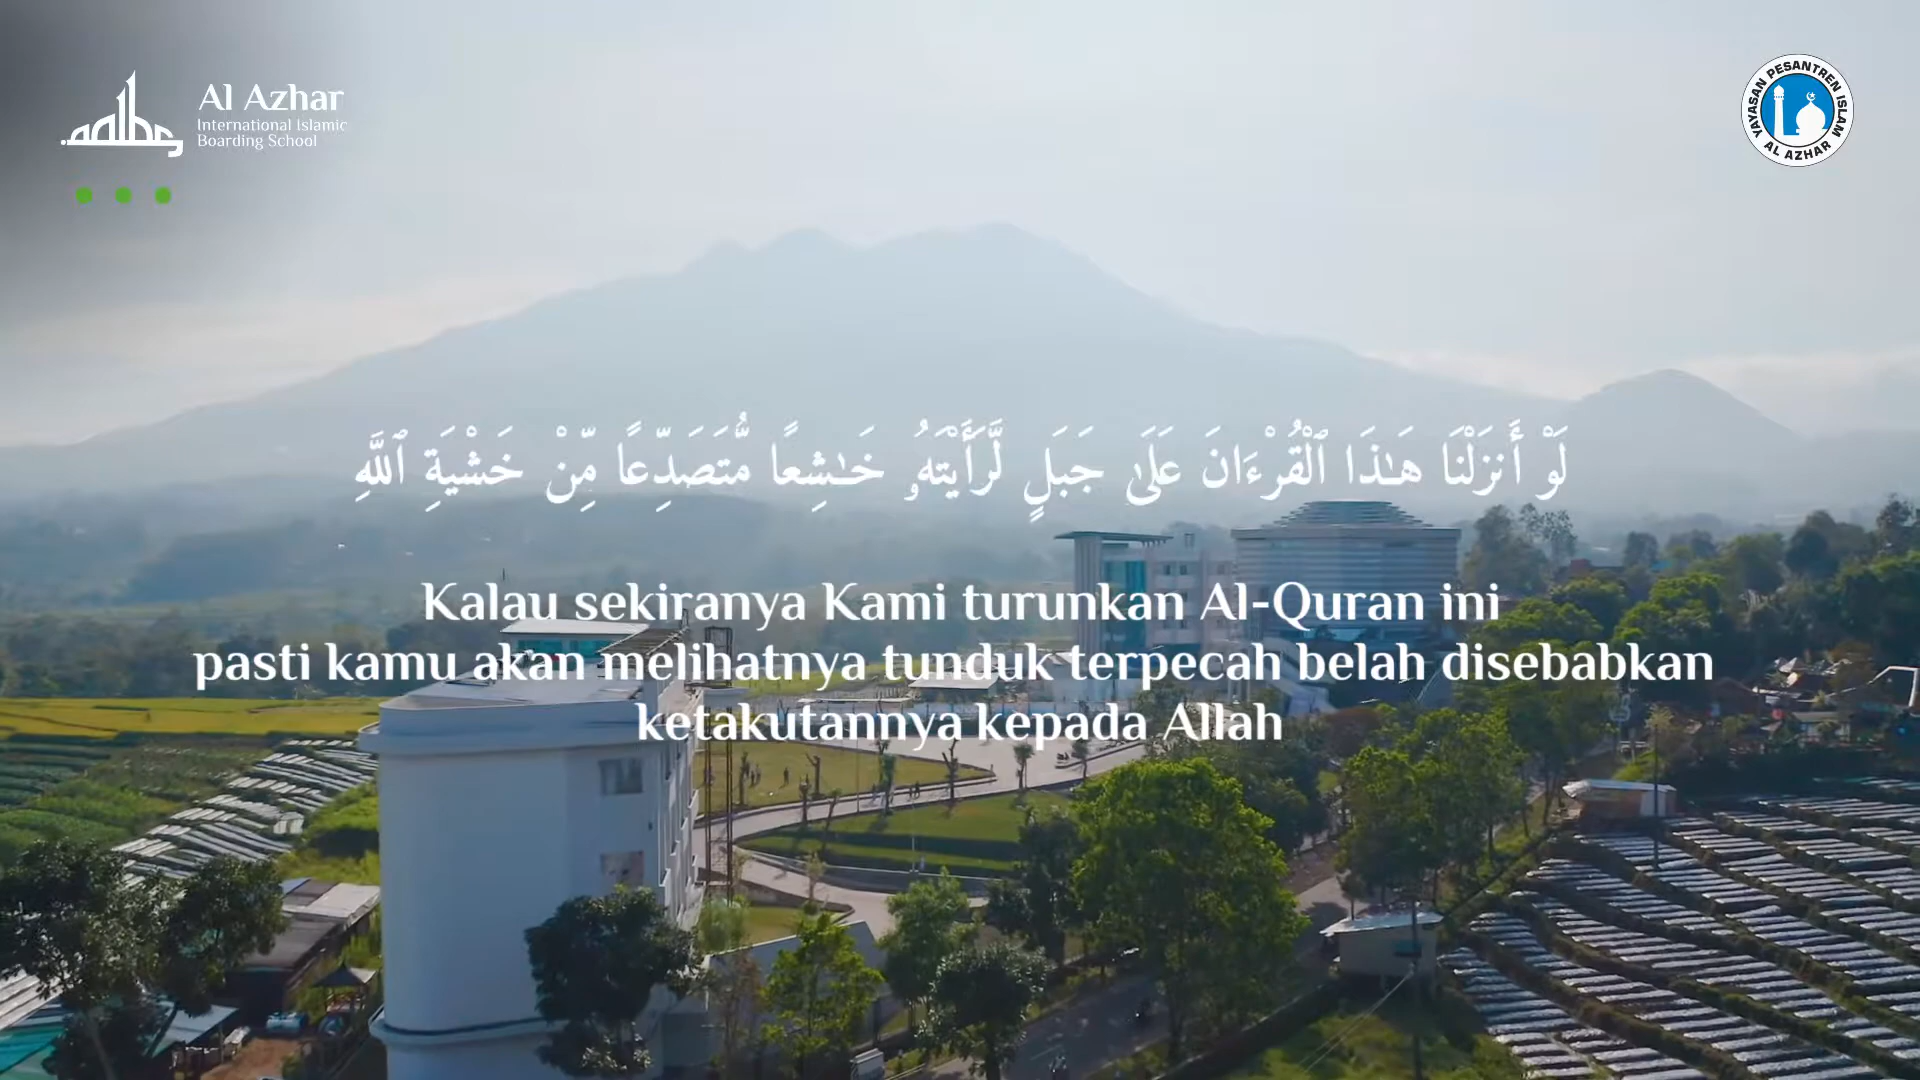 Al Azhar
International Islamic
Boarding School
YAYASAN PESANTREN ISLAM
AL AZHAR
لَوْ أَنزَلْنَا هَـٰذَا ٱلْقُرْءَانَ عَلَىٰ جَبَلٍ لَّرَأَيْتَهُۥ خَـٰشِعًا مُّتَصَدِّعًا مِّنْ خَشْيَةِ ٱللَّهِ
Kalau sekiranya Kami turunkan Al-Quran ini
pasti kamu akan melihatnya tunduk terpecah belah disebabkan
ketakutannya kepada Allah